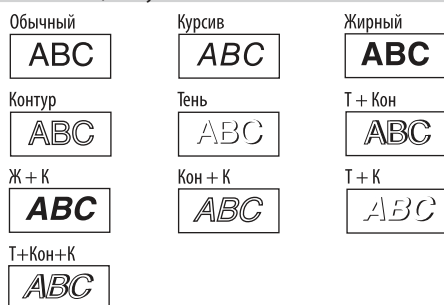 Обычный Курсив Жирный
ABC ABC ABC
Контур Тень Т + Кон
ABC ABC ABC
Ж + К Кон + К Т + К
ABC ABC ABC
Т+Кон+К
ABC